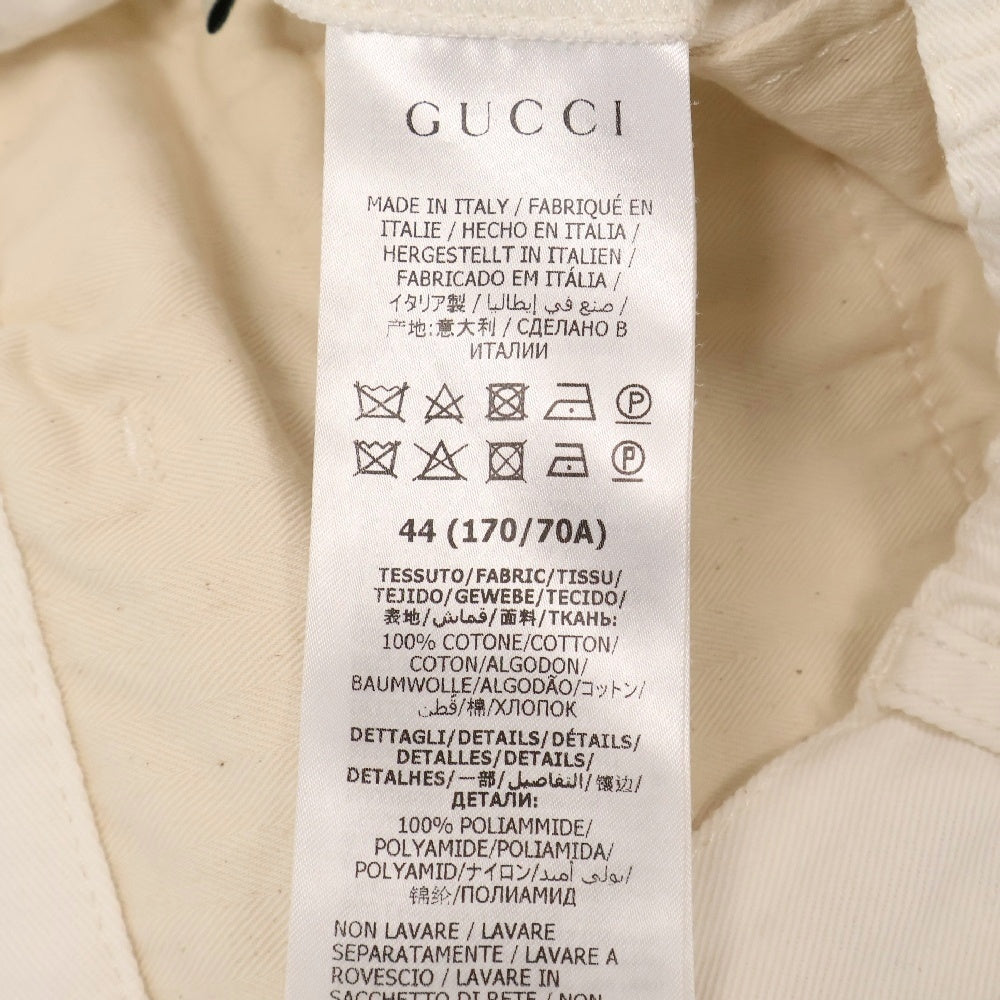 GUCCI
MADE IN ITALY / FABRIQUÉ EN
ITALIE / HECHO EN ITALIA /
HERGESTELLT IN ITALIEN /
FABRICADO EM ITÁLIA /
イタリア製 / صنع في إيطاليا /
产地:意大利 / СДЕЛАНО В
ИТАЛИИ
P
P
44 (170/70A)
TESSUTO/FABRIC/TISSU/
TEJIDO/GEWEBE/TECIDO/
表地/قماش/面料/ТКАНЬ:
100% COTONE/COTTON/
COTON/ALGODON/
BAUMWOLLE/ALGODÃO/コットン/
قطن/棉/ХЛОПОК
DETTAGLI/DETAILS/DÉTAILS/
DETALLES/DETAILS/
DETALHES/一部/التفاصيل/镶边/
ДЕТАЛИ:
100% POLIAMMIDE/
POLYAMIDE/POLIAMIDA/
POLYAMID/ナイロン/بولي أميد/
锦纶/ПОЛИАМИД
NON LAVARE / LAVARE
SEPARATAMENTE / LAVARE A
ROVESCIO / LAVARE IN
SACCHETTO DI RETE / NON